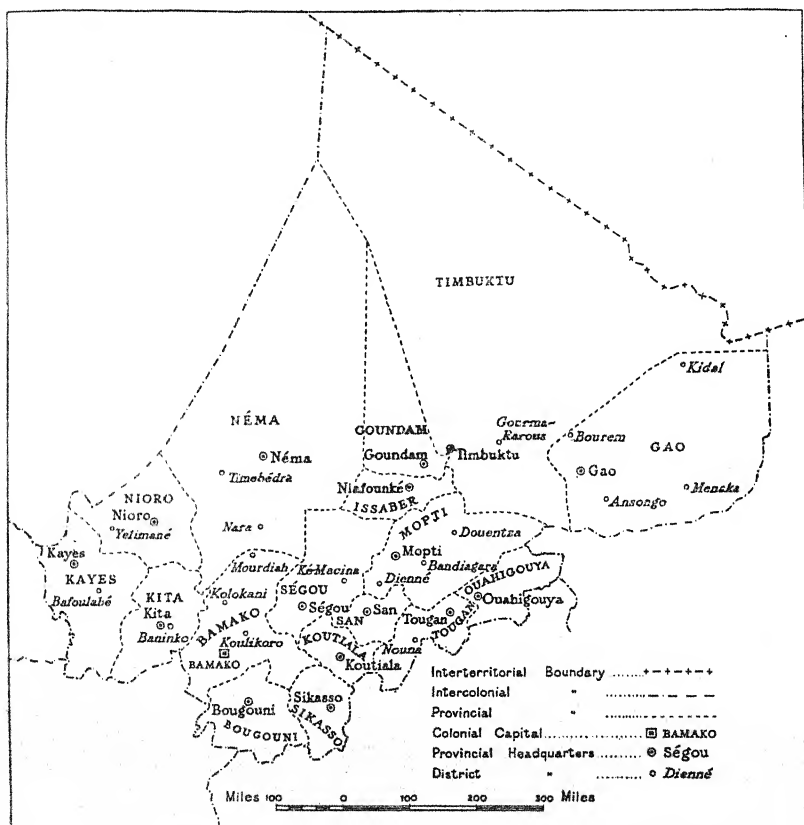 TIMBUKTU
Kidal
NÉMA
GOUNDAM
Gourma-
Rarous
Bourem
GAO
Néma
Goundam
Timbuktu
Gao
Timebédra
Niafounké
Ansongo
Menaka
NIORO
ISSABER
Nioro
MOPTI
Yelimané
Nara
Douentza
Kayes
Mourdiah
Ké-Macina
Mopti
Bandiagara
KAYES
Dienné
OUAHIGOUYA
Bafoulabé
KITA
Kolokani
SÉGOU
Kita
Ségou
San
Tougan
Ouahigouya
Baninko
BAMAKO
SAN
TOUGAN
Koulikoro
KOUTIALA
Nouna
BAMAKO
Koutiala
Bougouni
Sikasso
BOUGOUNI
SIKASSO
Interterritorial Boundary ......+-+-+-+
Intercolonial " ..........
Provincial " ..........
Colonial Capital .......... BAMAKO
Provincial Headquarters ....... Ségou
District " .......... Dienné
Miles 100 0 100 200 300 Miles